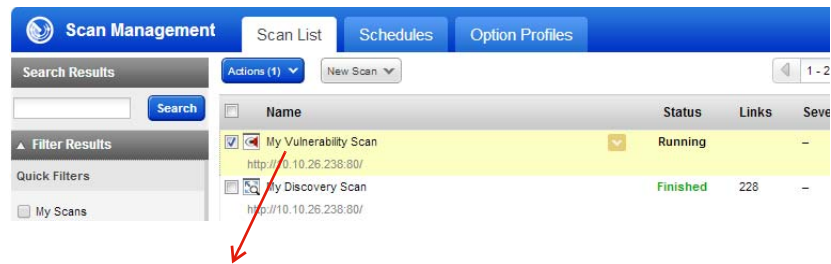 Scan Management
Scan List
Schedules
Option Profiles
Search Results
Actions (1)
New Scan
1 - 2
Search
Name
Status
Links
Seve
Filter Results
My Vulnerability Scan
Running
–
http://10.10.26.238:80/
Quick Filters
My Discovery Scan
Finished
228
–
My Scans
http://10.10.26.238:80/